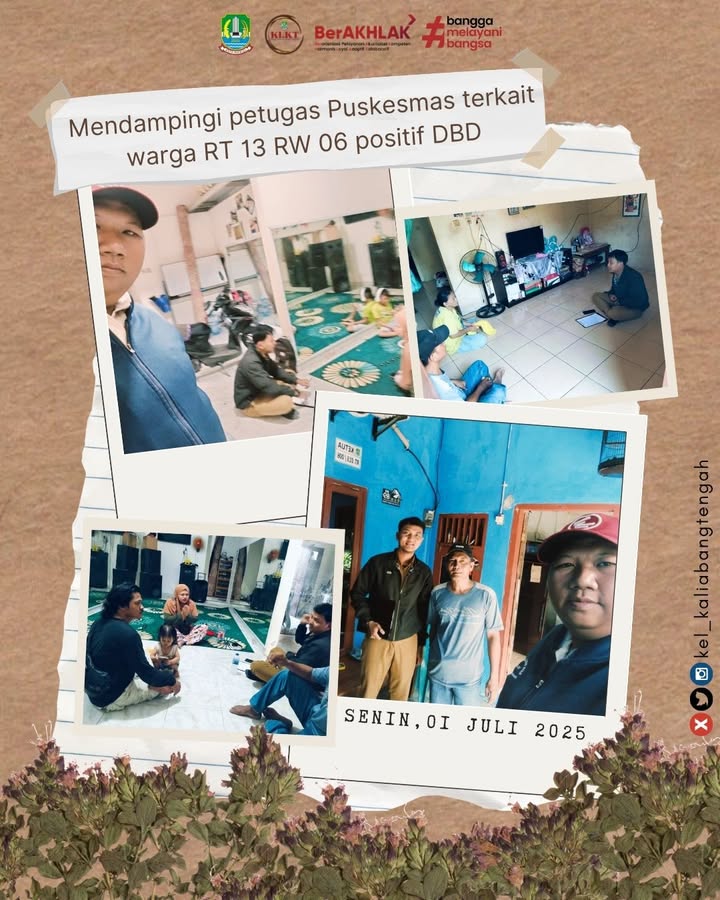 KLKT
BerAKHLAK
#bangga
melayani
bangsa
Mendampingi petugas Puskesmas terkait
warga RT 13 RW 06 positif DBD
SENIN,01 JULI 2025
kel_kaliabangtengah